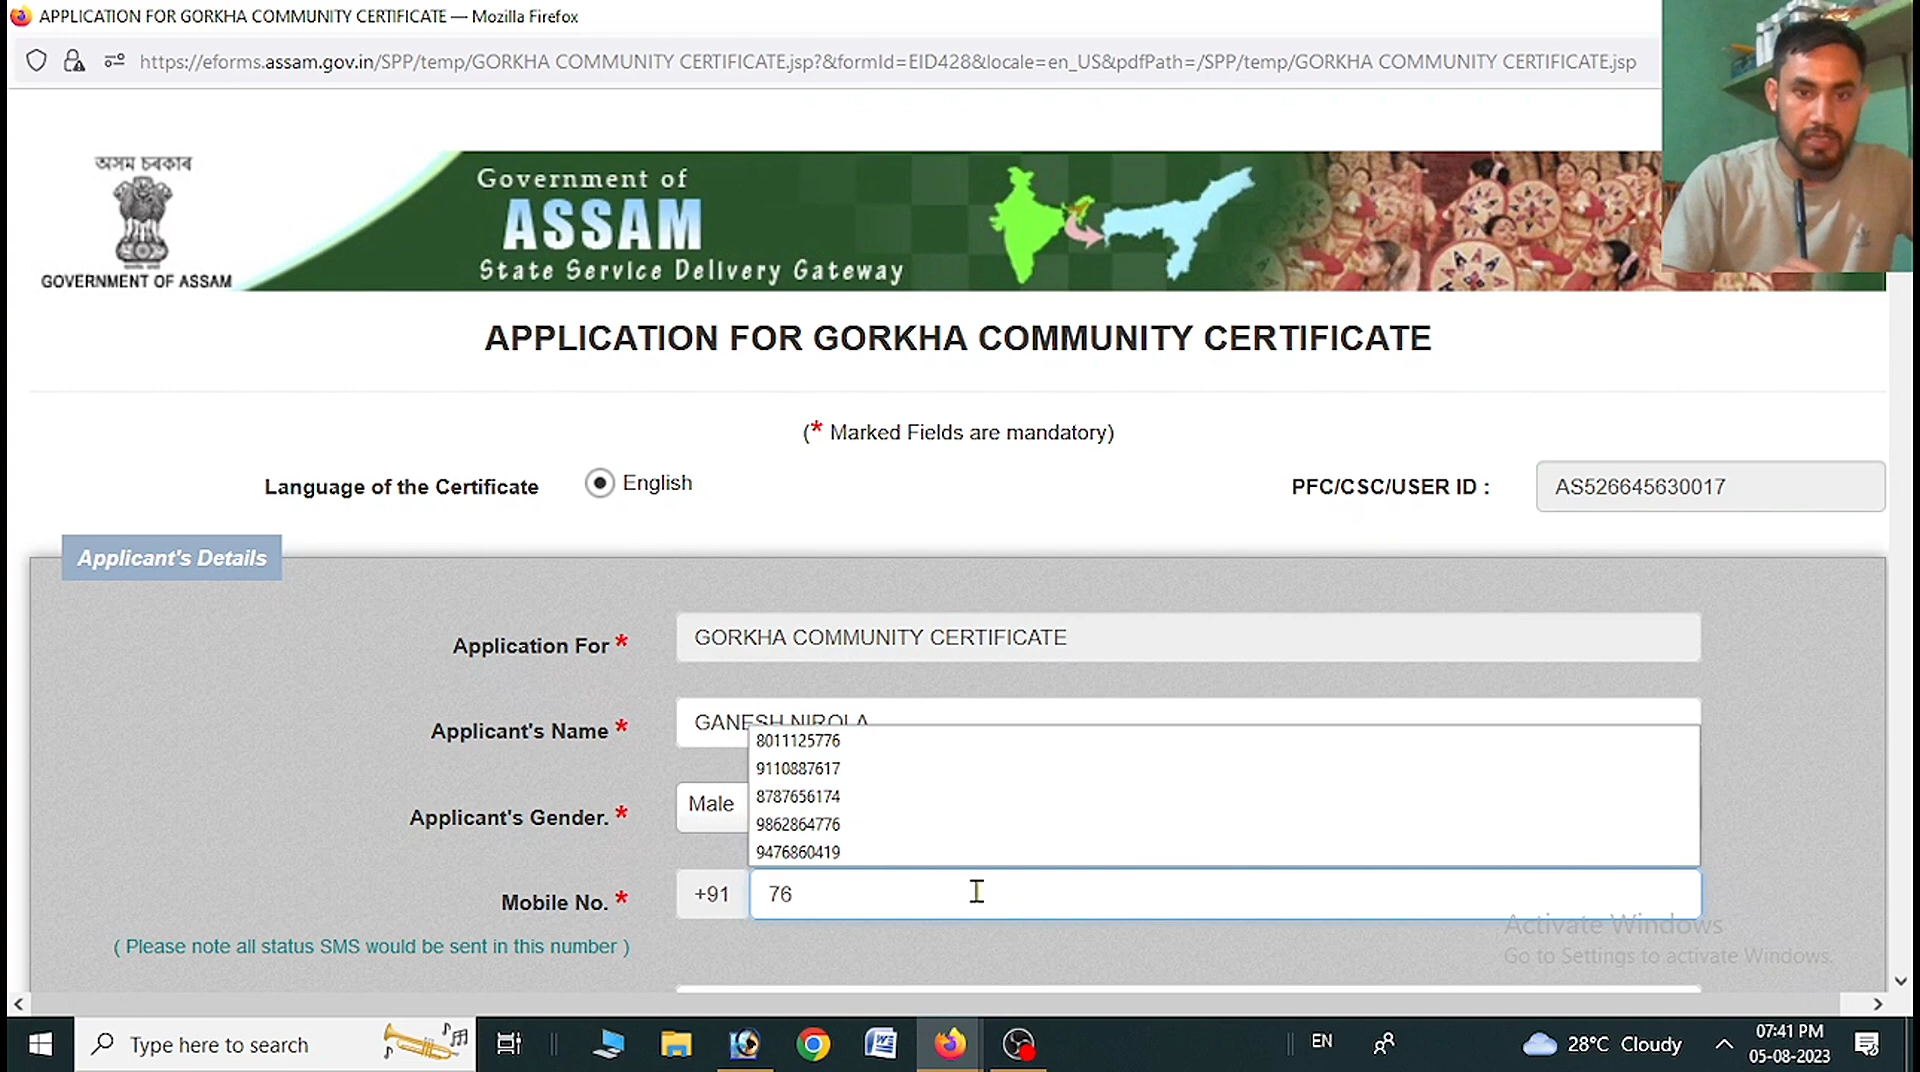 APPLICATION FOR GORKHA COMMUNITY CERTIFICATE — Mozilla Firefox
https://eforms.assam.gov.in/SPP/temp/GORKHA COMMUNITY CERTIFICATE.jsp?&formId=EID428&locale=en_US&pdfPath=/SPP/temp/GORKHA COMMUNITY CERTIFICATE.jsp
অসম চৰকাৰ
GOVERNMENT OF ASSAM
Government of
ASSAM
State Service Delivery Gateway
APPLICATION FOR GORKHA COMMUNITY CERTIFICATE
(* Marked Fields are mandatory)
Language of the Certificate English PFC/CSC/USER ID : AS526645630017
Applicant's Details
Application For * GORKHA COMMUNITY CERTIFICATE
Applicant's Name * GANESH NIROLA
8011125776
9110887617
Applicant's Gender. * Male
8787656174
9862864776
9476860419
Mobile No. * +91 76
( Please note all status SMS would be sent in this number )
Activate Windows
Go to Settings to activate Windows.
Type here to search
EN
28°C Cloudy
07:41 PM
05-08-2023